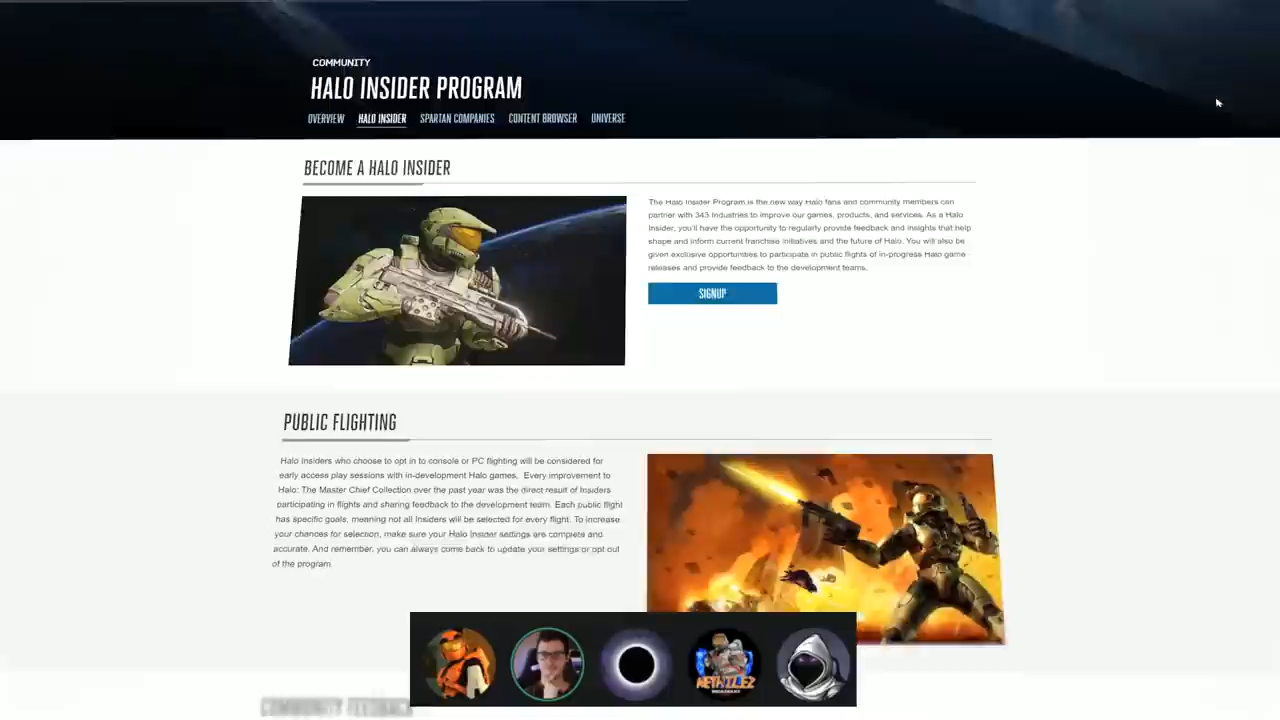 COMMUNITY
HALO INSIDER PROGRAM
OVERVIEW HALO INSIDER SPARTAN COMPANIES CONTENT BROWSER UNIVERSE
BECOME A HALO INSIDER
The Halo Insider Program is the new way Halo fans and community members can
partner with 343 Industries to improve our games, products, and services. As a Halo
Insider, you'll have the opportunity to regularly provide feedback and insights that help
shape and inform current franchise initiatives and the future of Halo. You will also be
given exclusive opportunities to participate in public flights of in-progress Halo game
releases and provide feedback to the development teams.
SIGNUP
PUBLIC FLIGHTING
Halo Insiders who choose to opt in to console or PC flighting will be considered for
early access play sessions with in-development Halo games. Every improvement to
Halo: The Master Chief Collection over the past year was the direct result of Insiders
participating in flights and sharing feedback to the development team. Each public flight
has specific goals, meaning not all Insiders will be selected for every flight. To increase
your chances for selection, make sure your Halo Insider settings are complete and
accurate. And remember, you can always come back to update your settings or opt out
of the program.
COMMUNITY FEEDBACK